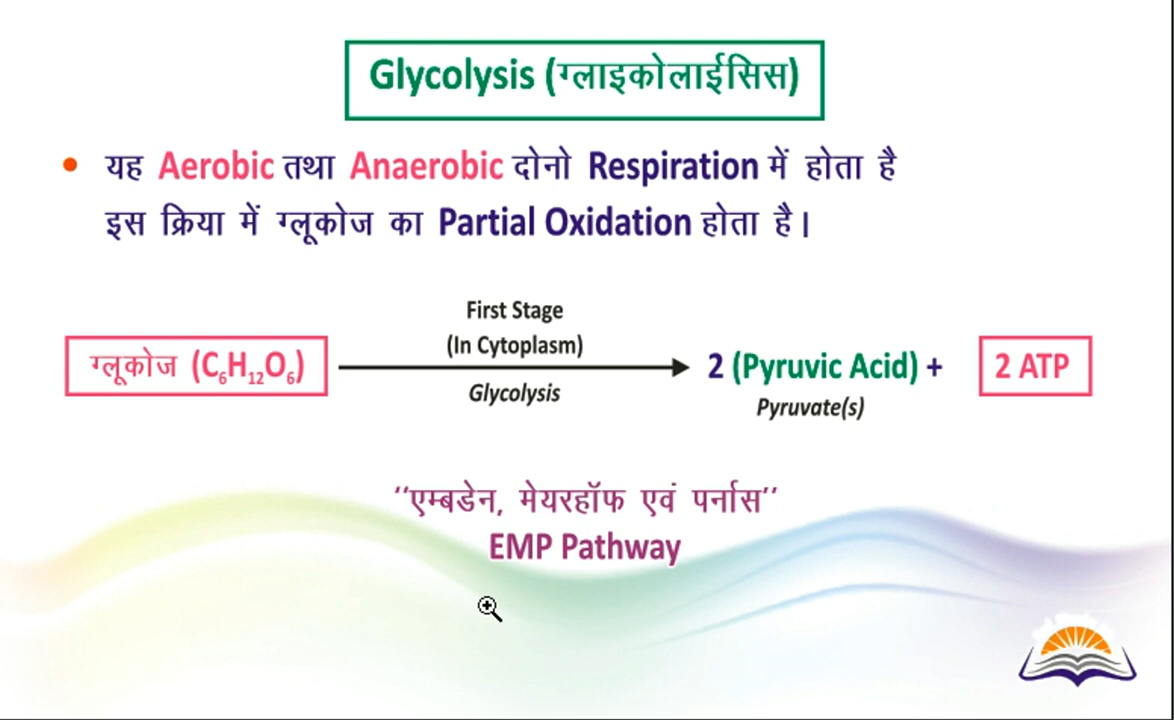 Glycolysis (ग्लाइकोलाईसिस)
• यह Aerobic तथा Anaerobic दोनो Respiration में होता है
इस क्रिया में ग्लूकोज का Partial Oxidation होता है।
First Stage
(In Cytoplasm)
ग्लूकोज (C₆H₁₂O₆) 2 (Pyruvic Acid) + 2 ATP
Glycolysis
Pyruvate(s)
‘‘एम्बडेन, मेयरहॉफ एवं पर्नास’’
EMP Pathway